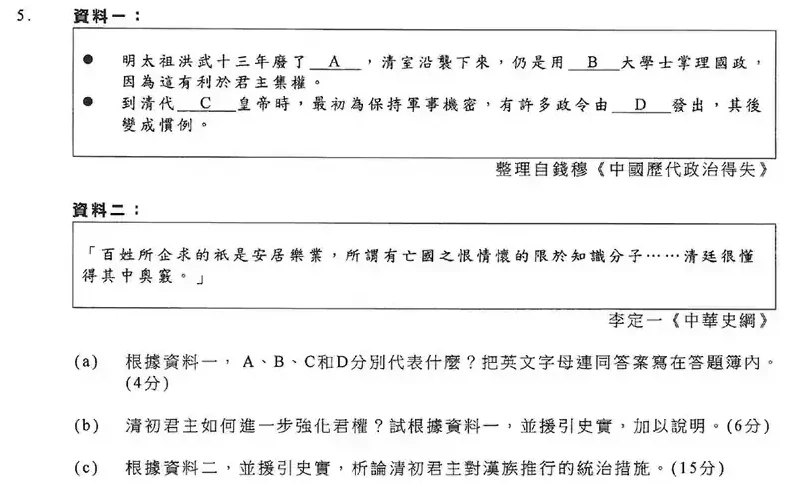 5. 資料一：
● 明太祖洪武十三年廢了 A ，清室沿襲下來，仍是用 B 大學士掌理國政，
因為這有利於君主集權。
● 到清代 C 皇帝時，最初為保持軍事機密，有許多政令由 D 發出，其後
變成慣例。
整理自錢穆《中國歷代政治得失》
資料二：
「百姓所企求的祇是安居樂業，所謂有亡國之恨情懷的限於知識分子……清廷很懂
得其中奧竅。」
李定一《中華史綱》
(a) 根據資料一， A、B、C和D分別代表什麼？把英文字母連同答案寫在答題簿內。
(4分)
(b) 清初君主如何進一步強化君權？試根據資料一，並援引史實，加以說明。(6分)
(c) 根據資料二，並援引史實，析論清初君主對漢族推行的統治措施。(15分)